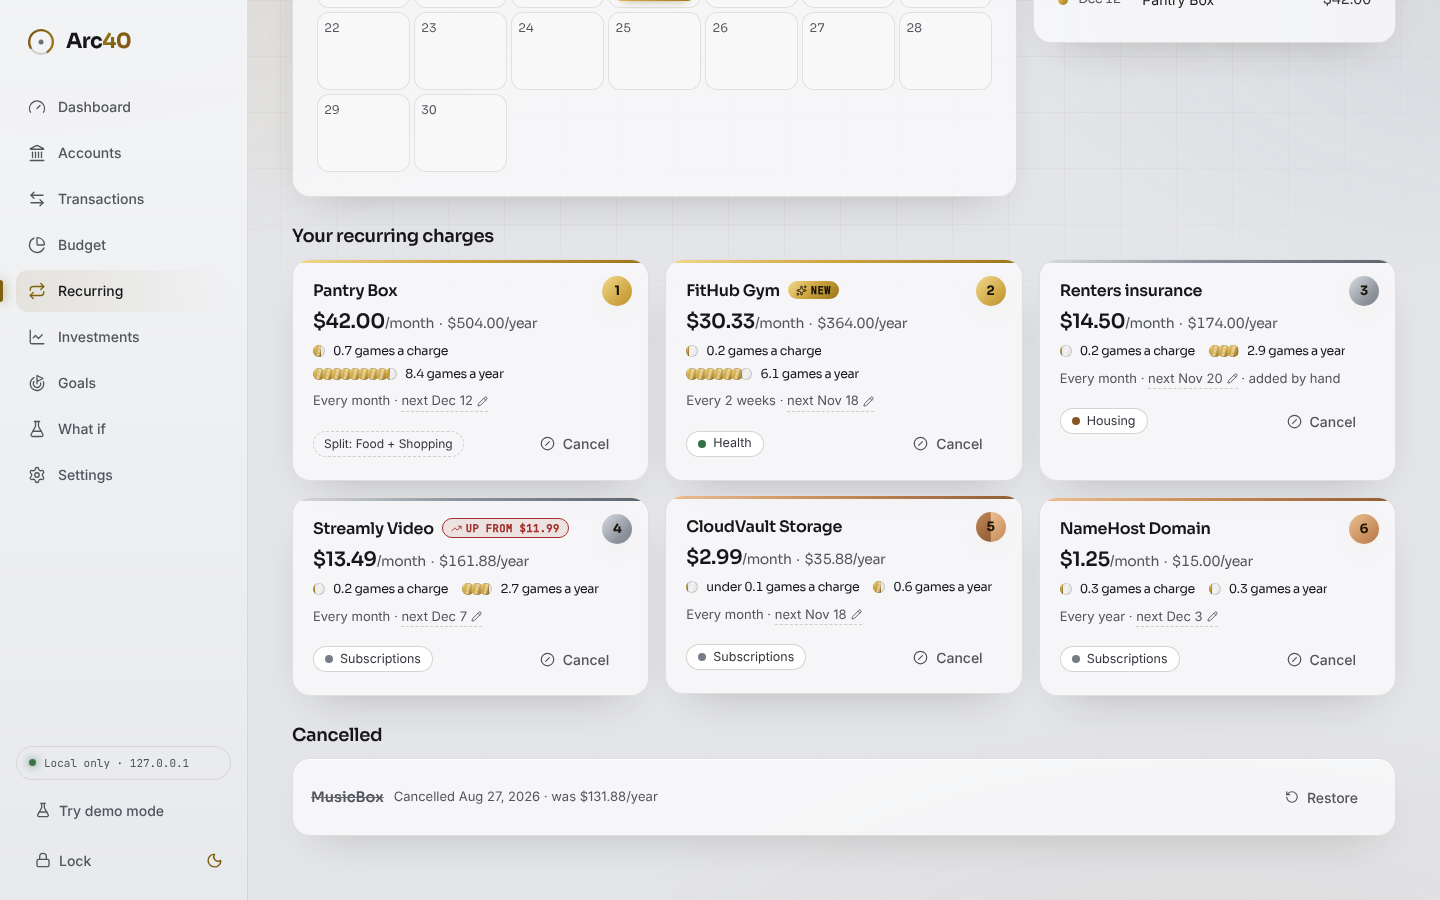 Arc40
Dashboard
Accounts
Transactions
Budget
Recurring
Investments
Goals
What if
Settings
Local only · 127.0.0.1
Try demo mode
Lock
Dec 12 Pantry Box $42.00
22 23 24 25 26 27 28
29 30
Your recurring charges
Pantry Box 1
$42.00/month · $504.00/year
0.7 games a charge
8.4 games a year
Every month · next Dec 12
Split: Food + Shopping Cancel
FitHub Gym NEW 2
$30.33/month · $364.00/year
0.2 games a charge
6.1 games a year
Every 2 weeks · next Nov 18
Health Cancel
Renters insurance 3
$14.50/month · $174.00/year
0.2 games a charge 2.9 games a year
Every month · next Nov 20 · added by hand
Housing Cancel
Streamly Video UP FROM $11.99 4
$13.49/month · $161.88/year
0.2 games a charge 2.7 games a year
Every month · next Dec 7
Subscriptions Cancel
CloudVault Storage 5
$2.99/month · $35.88/year
under 0.1 games a charge 0.6 games a year
Every month · next Nov 18
Subscriptions Cancel
NameHost Domain 6
$1.25/month · $15.00/year
0.3 games a charge 0.3 games a year
Every year · next Dec 3
Subscriptions Cancel
Cancelled
MusicBox Cancelled Aug 27, 2026 · was $131.88/year Restore